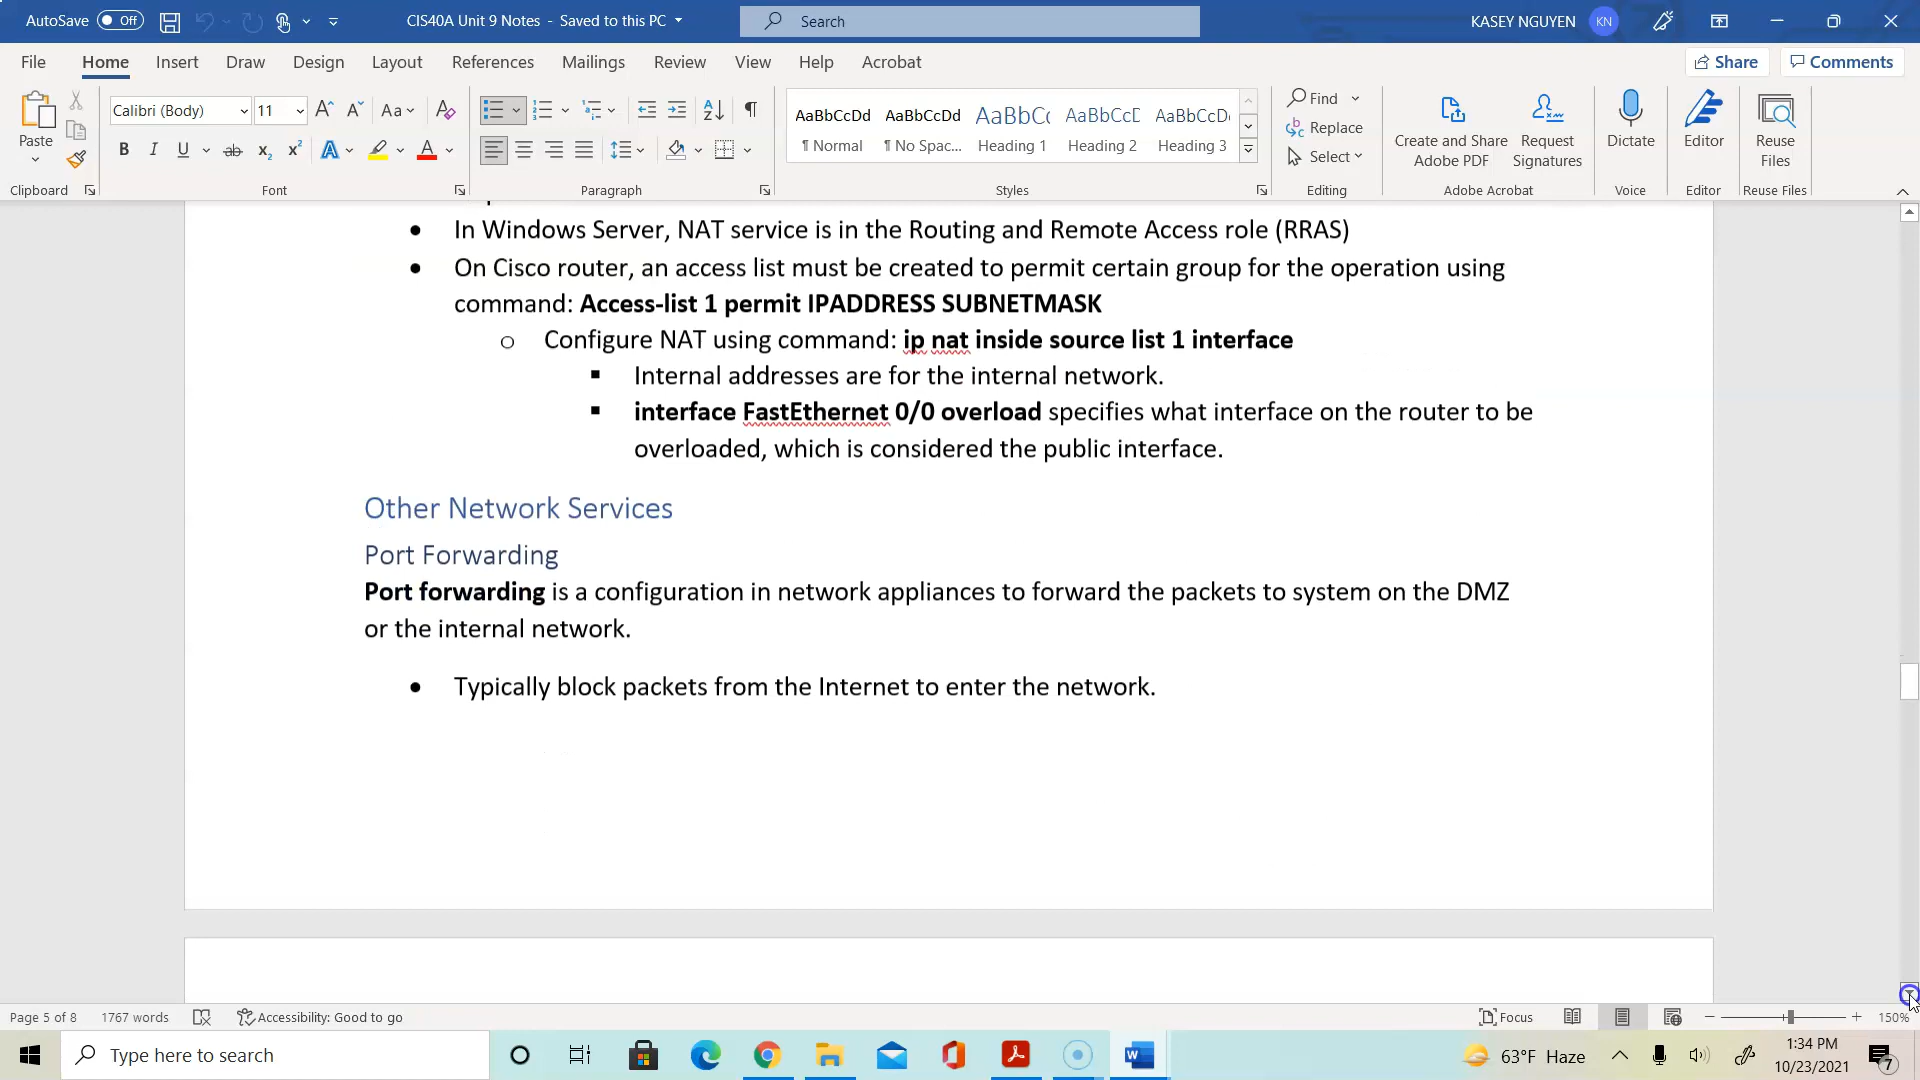 AutoSave Off CIS40A Unit 9 Notes - Saved to this PC Search KASEY NGUYEN KN
File Home Insert Draw Design Layout References Mailings Review View Help Acrobat Share Comments
Paste
Clipboard
Calibri (Body) 11 A A Aa A
B I U ab x2 x2 A A
Font
Paragraph
AaBbCcDd AaBbCcDd AaBbCc AaBbCcD AaBbCcD
¶ Normal ¶ No Spac... Heading 1 Heading 2 Heading 3
Styles
Find
Replace
Select
Editing
Create and Share Adobe PDF
Request Signatures
Adobe Acrobat
Dictate
Voice
Editor
Editor
Reuse Files
Reuse Files
• In Windows Server, NAT service is in the Routing and Remote Access role (RRAS)
• On Cisco router, an access list must be created to permit certain group for the operation using
command: Access-list 1 permit IPADDRESS SUBNETMASK
o Configure NAT using command: ip nat inside source list 1 interface
▪ Internal addresses are for the internal network.
▪ interface FastEthernet 0/0 overload specifies what interface on the router to be
overloaded, which is considered the public interface.
Other Network Services
Port Forwarding
Port forwarding is a configuration in network appliances to forward the packets to system on the DMZ
or the internal network.
• Typically block packets from the Internet to enter the network.
Page 5 of 8 1767 words Accessibility: Good to go Focus 150%
Type here to search 63°F Haze 1:34 PM
10/23/2021 7